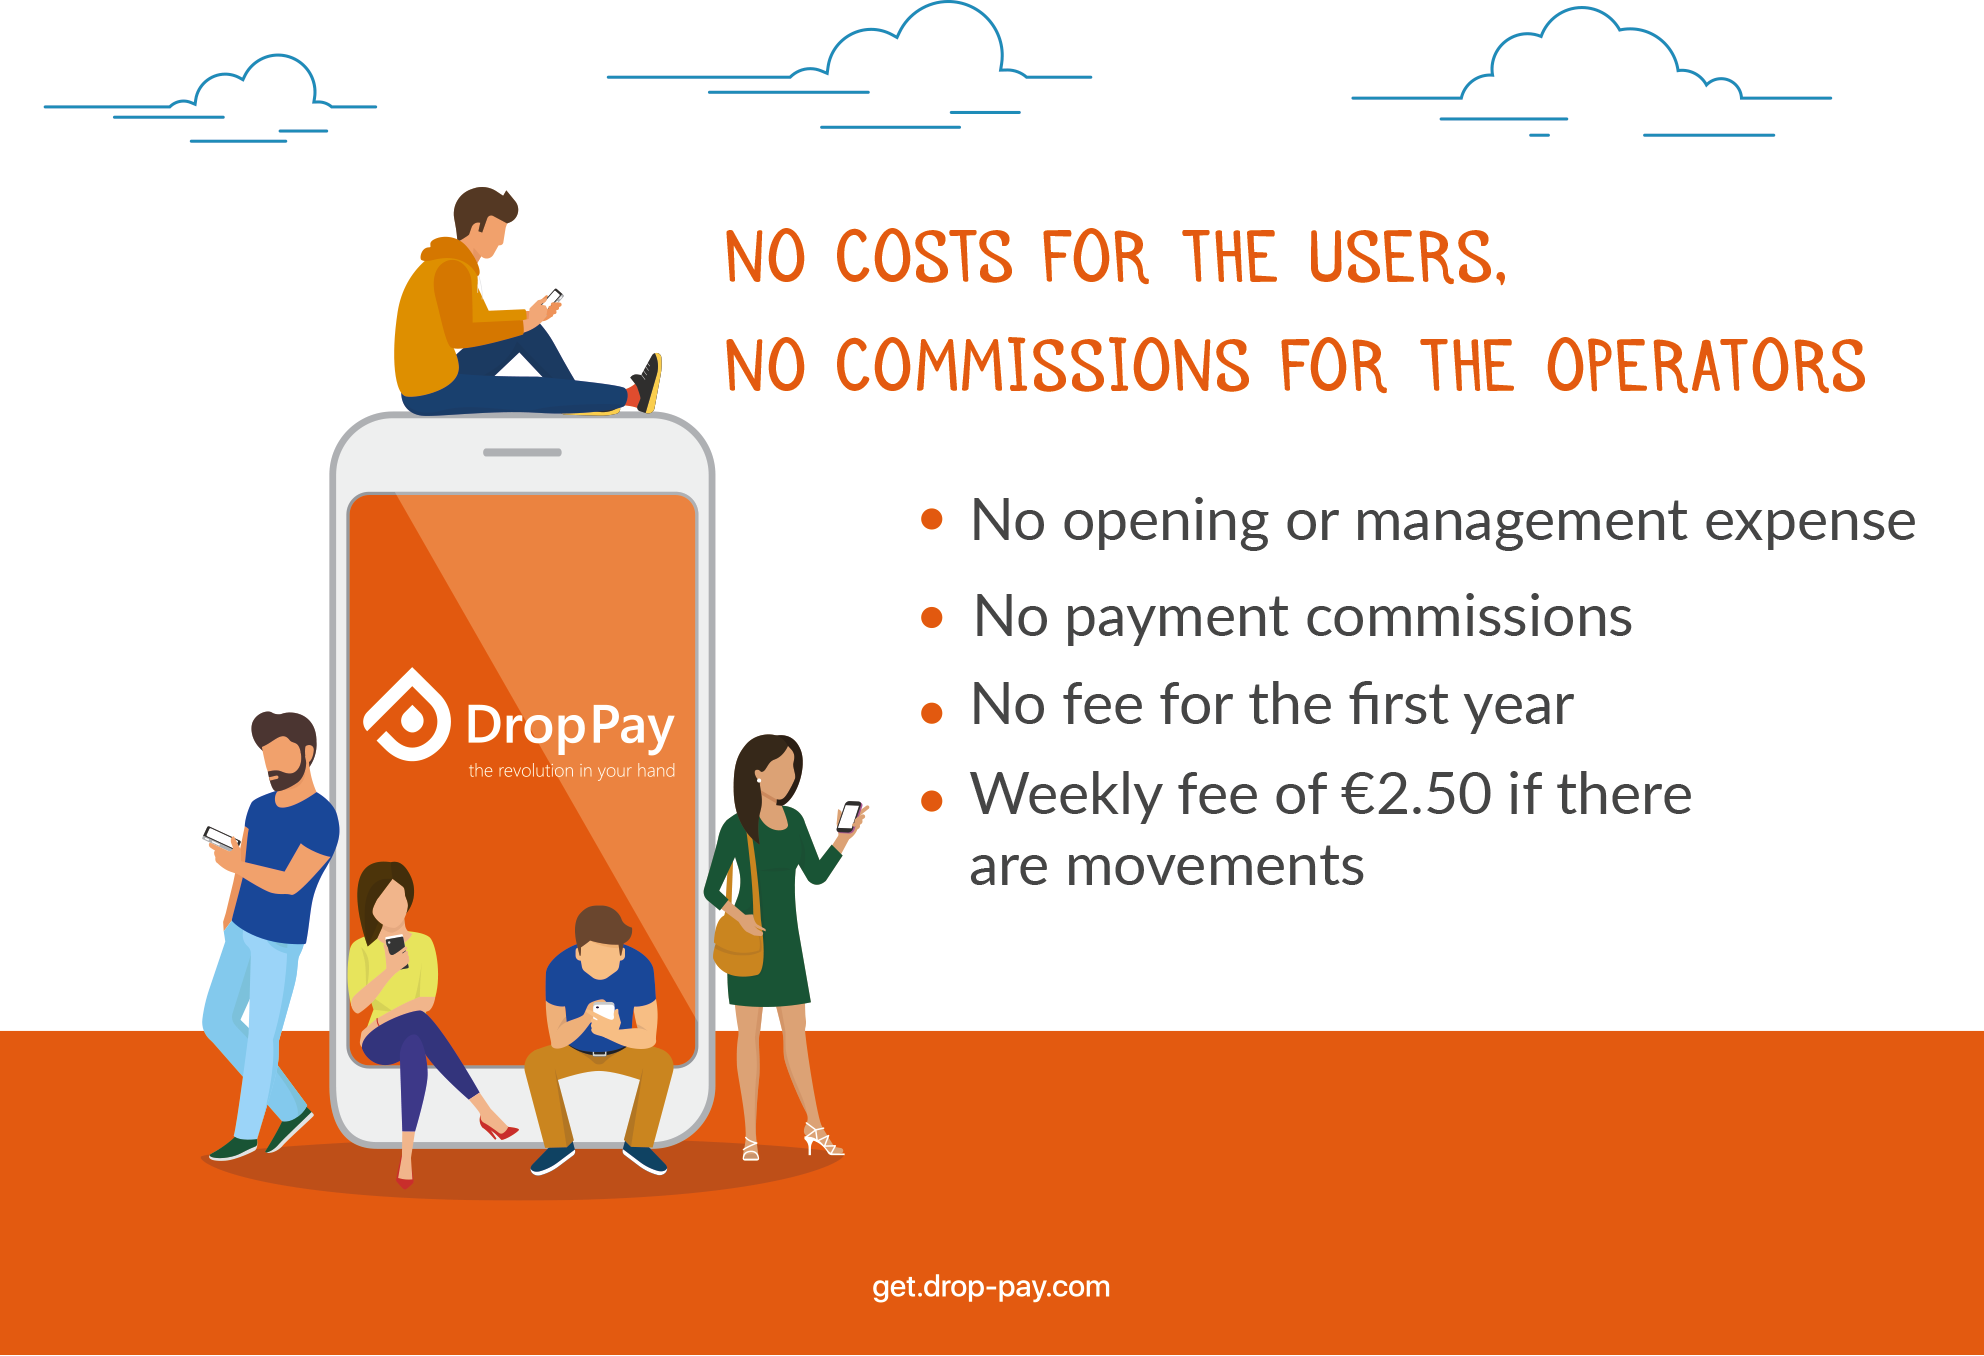 NO COSTS FOR THE USERS,
NO COMMISSIONS FOR THE OPERATORS
• No opening or management expense
• No payment commissions
• No fee for the first year
• Weekly fee of €2.50 if there
are movements
DropPay
the revolution in your hand
get.drop-pay.com